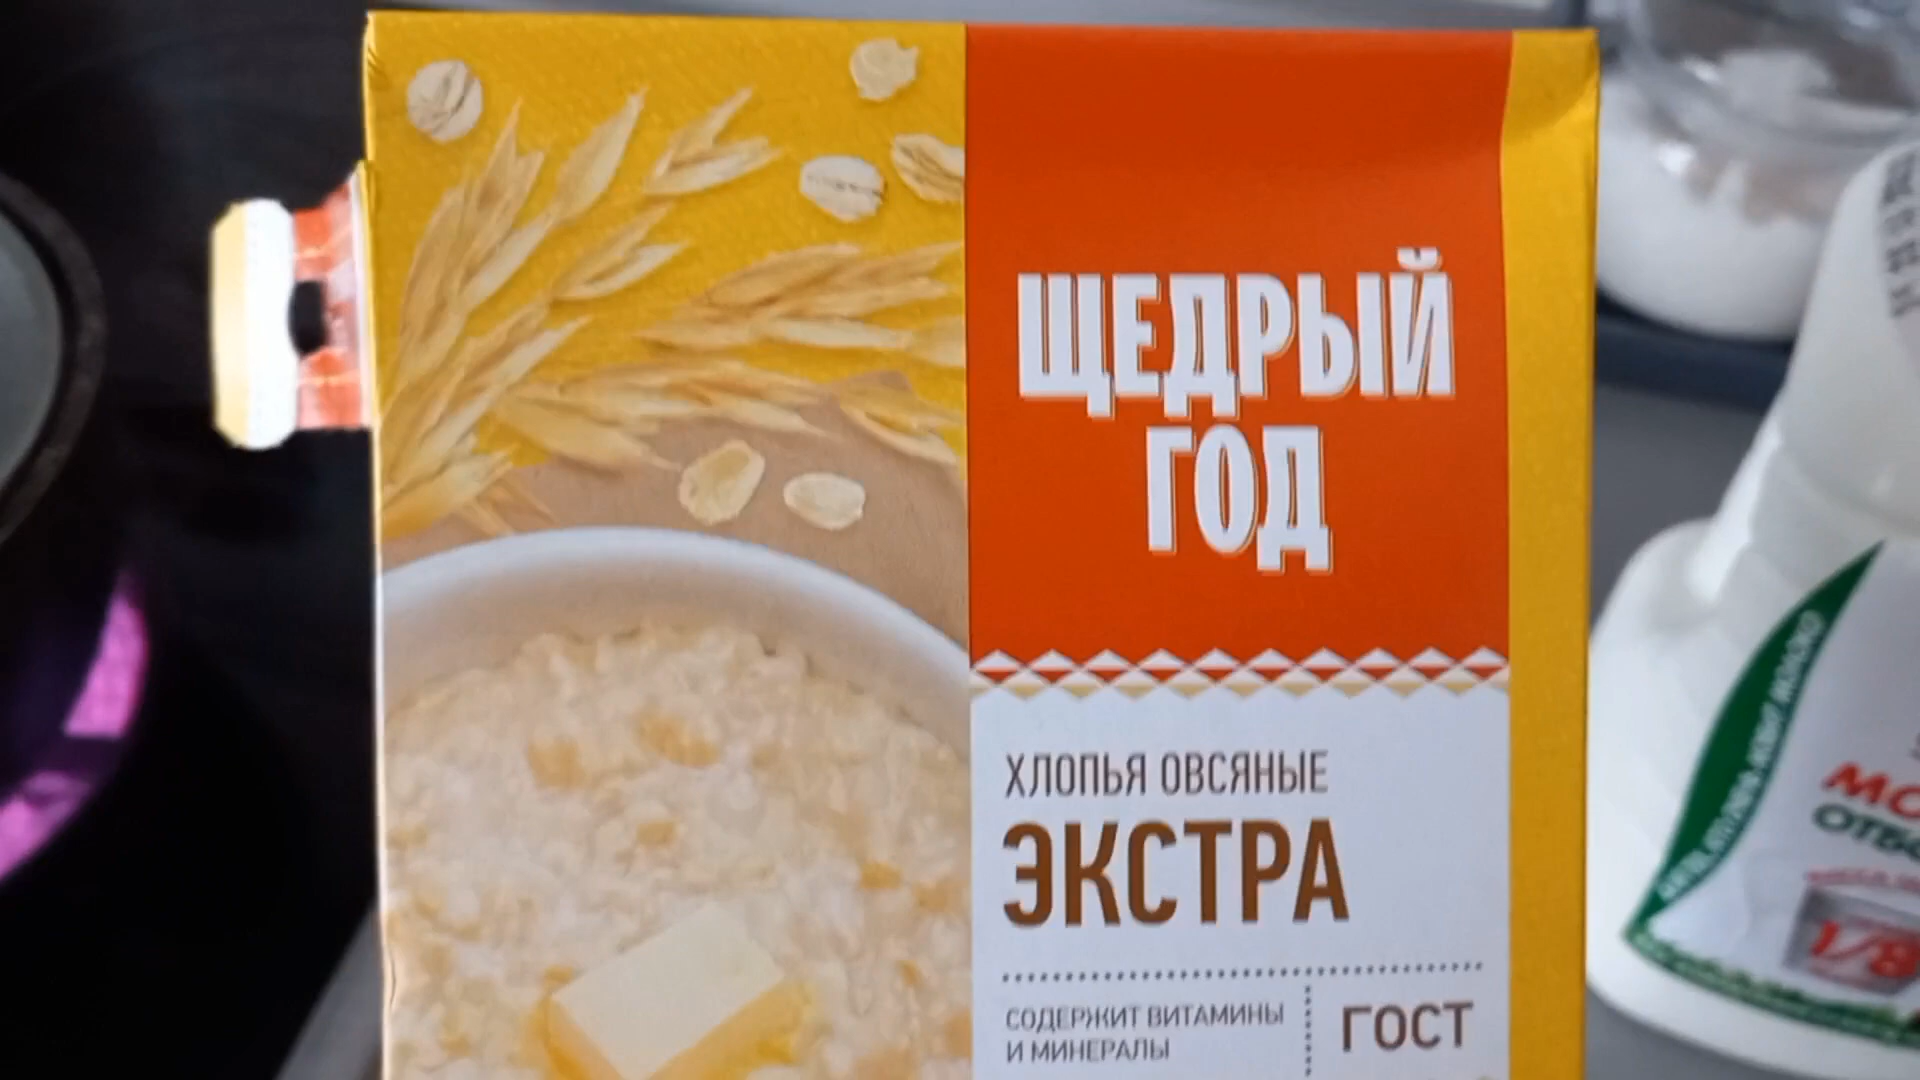 ЩЕДРЫЙ
ГОД
ХЛОПЬЯ ОВСЯНЫЕ
ЭКСТРА
СОДЕРЖИТ ВИТАМИНЫ
И МИНЕРАЛЫ
ГОСТ